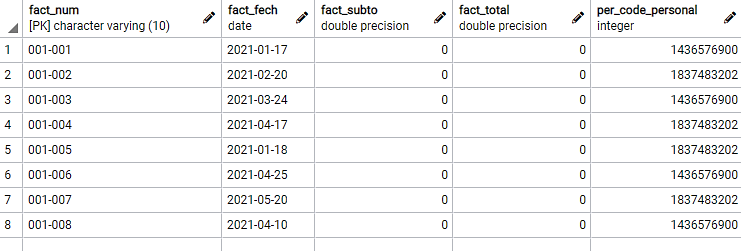 fact_num fact_fech fact_subto fact_total per_code_personal
[PK] character varying (10) date double precision double precision integer
1 001-001 2021-01-17 0 0 1436576900
2 001-002 2021-02-20 0 0 1837483202
3 001-003 2021-03-24 0 0 1436576900
4 001-004 2021-04-17 0 0 1837483202
5 001-005 2021-01-18 0 0 1837483202
6 001-006 2021-04-25 0 0 1436576900
7 001-007 2021-05-20 0 0 1837483202
8 001-008 2021-04-10 0 0 1436576900